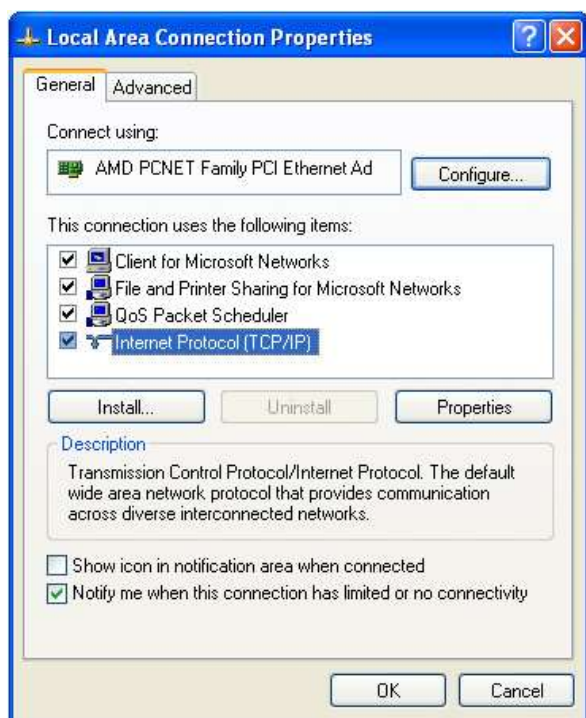 Local Area Connection Properties
General Advanced
Connect using:
AMD PCNET Family PCI Ethernet Ad
Configure...
This connection uses the following items:
Client for Microsoft Networks
File and Printer Sharing for Microsoft Networks
QoS Packet Scheduler
Internet Protocol (TCP/IP)
Install... Uninstall Properties
Description
Transmission Control Protocol/Internet Protocol. The default
wide area network protocol that provides communication
across diverse interconnected networks.
Show icon in notification area when connected
Notify me when this connection has limited or no connectivity
OK Cancel